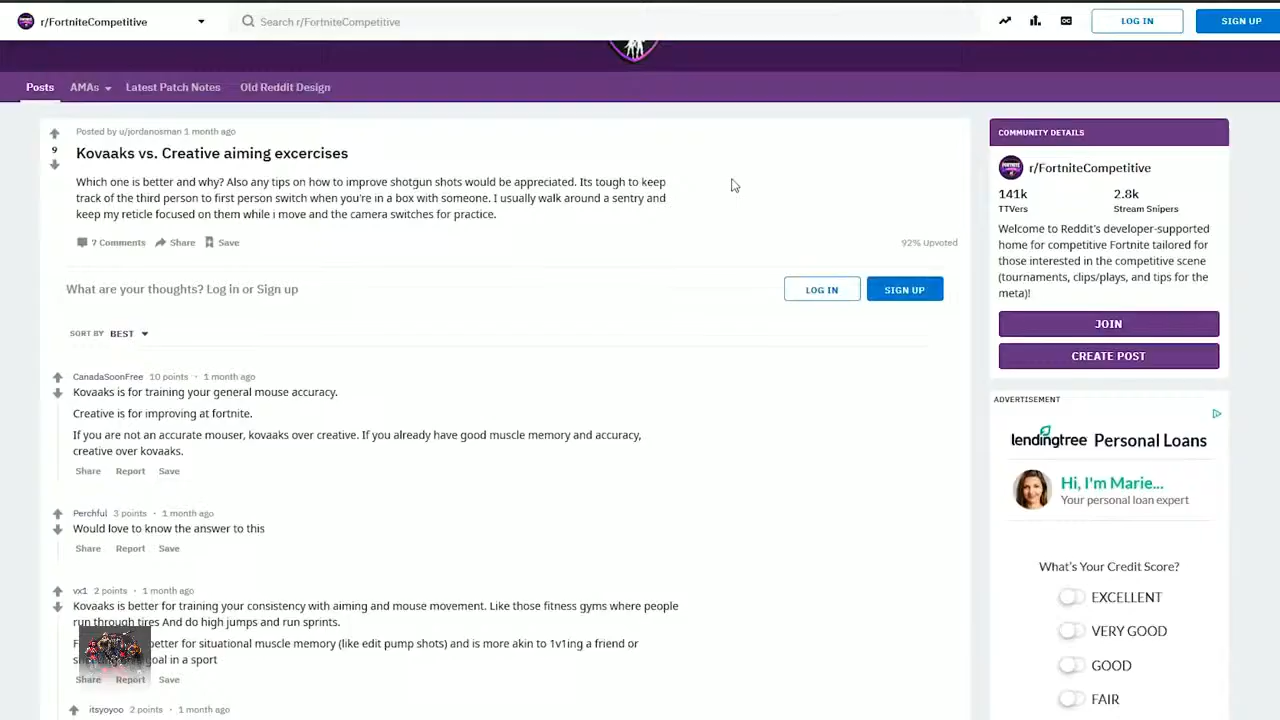 r/FortniteCompetitive
Search r/FortniteCompetitive
LOG IN
SIGN UP
Posts
AMAs
Latest Patch Notes
Old Reddit Design
Posted by u/jordanosman 1 month ago
9
Kovaaks vs. Creative aiming excercises
Which one is better and why? Also any tips on how to improve shotgun shots would be appreciated. Its tough to keep
track of the third person to first person switch when you're in a box with someone. I usually walk around a sentry and
keep my reticle focused on them while i move and the camera switches for practice.
7 Comments
Share
Save
92% Upvoted
What are your thoughts? Log in or Sign up
LOG IN
SIGN UP
SORT BY BEST
CanadaSoonFree 10 points · 1 month ago
Kovaaks is for training your general mouse accuracy.
Creative is for improving at fortnite.
If you are not an accurate mouser, kovaaks over creative. If you already have good muscle memory and accuracy,
creative over kovaaks.
Share Report Save
Perchful 3 points · 1 month ago
Would love to know the answer to this
Share Report Save
vx1 2 points · 1 month ago
Kovaaks is better for training your consistency with aiming and mouse movement. Like those fitness gyms where people
run through tires And do high jumps and run sprints.
better for situational muscle memory (like edit pump shots) and is more akin to 1v1ing a friend or
goal in a sport
Share Report Save
itsyoyoo 2 points · 1 month ago
COMMUNITY DETAILS
r/FortniteCompetitive
141k
2.8k
TTVers
Stream Snipers
Welcome to Reddit's developer-supported
home for competitive Fortnite tailored for
those interested in the competitive scene
(tournaments, clips/plays, and tips for the
meta)!
JOIN
CREATE POST
ADVERTISEMENT
lendingtree Personal Loans
Hi, I'm Marie...
Your personal loan expert
What's Your Credit Score?
EXCELLENT
VERY GOOD
GOOD
FAIR